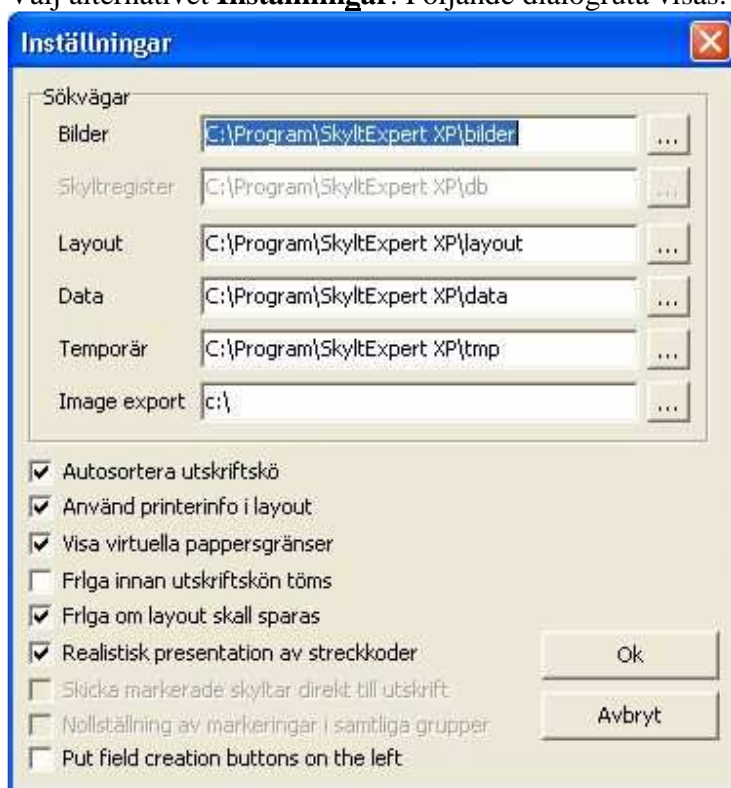 Välj alternativet Inställningar. Följande dialogruta visas:
Inställningar
Sökvägar
Bilder C:\Program\SkyltExpert XP\bilder ...
Skyltregister C:\Program\SkyltExpert XP\db ...
Layout C:\Program\SkyltExpert XP\layout ...
Data C:\Program\SkyltExpert XP\data ...
Temporär C:\Program\SkyltExpert XP\tmp ...
Image export c:\ ...
Autosortera utskriftskö
Använd printerinfo i layout
Visa virtuella pappersgränser
Frlga innan utskriftskön töms
Frlga om layout skall sparas
Realistisk presentation av streckkoder
Ok
Skicka markerade skyltar direkt till utskrift
Nollställning av markeringar i samtliga grupper
Avbryt
Put field creation buttons on the left